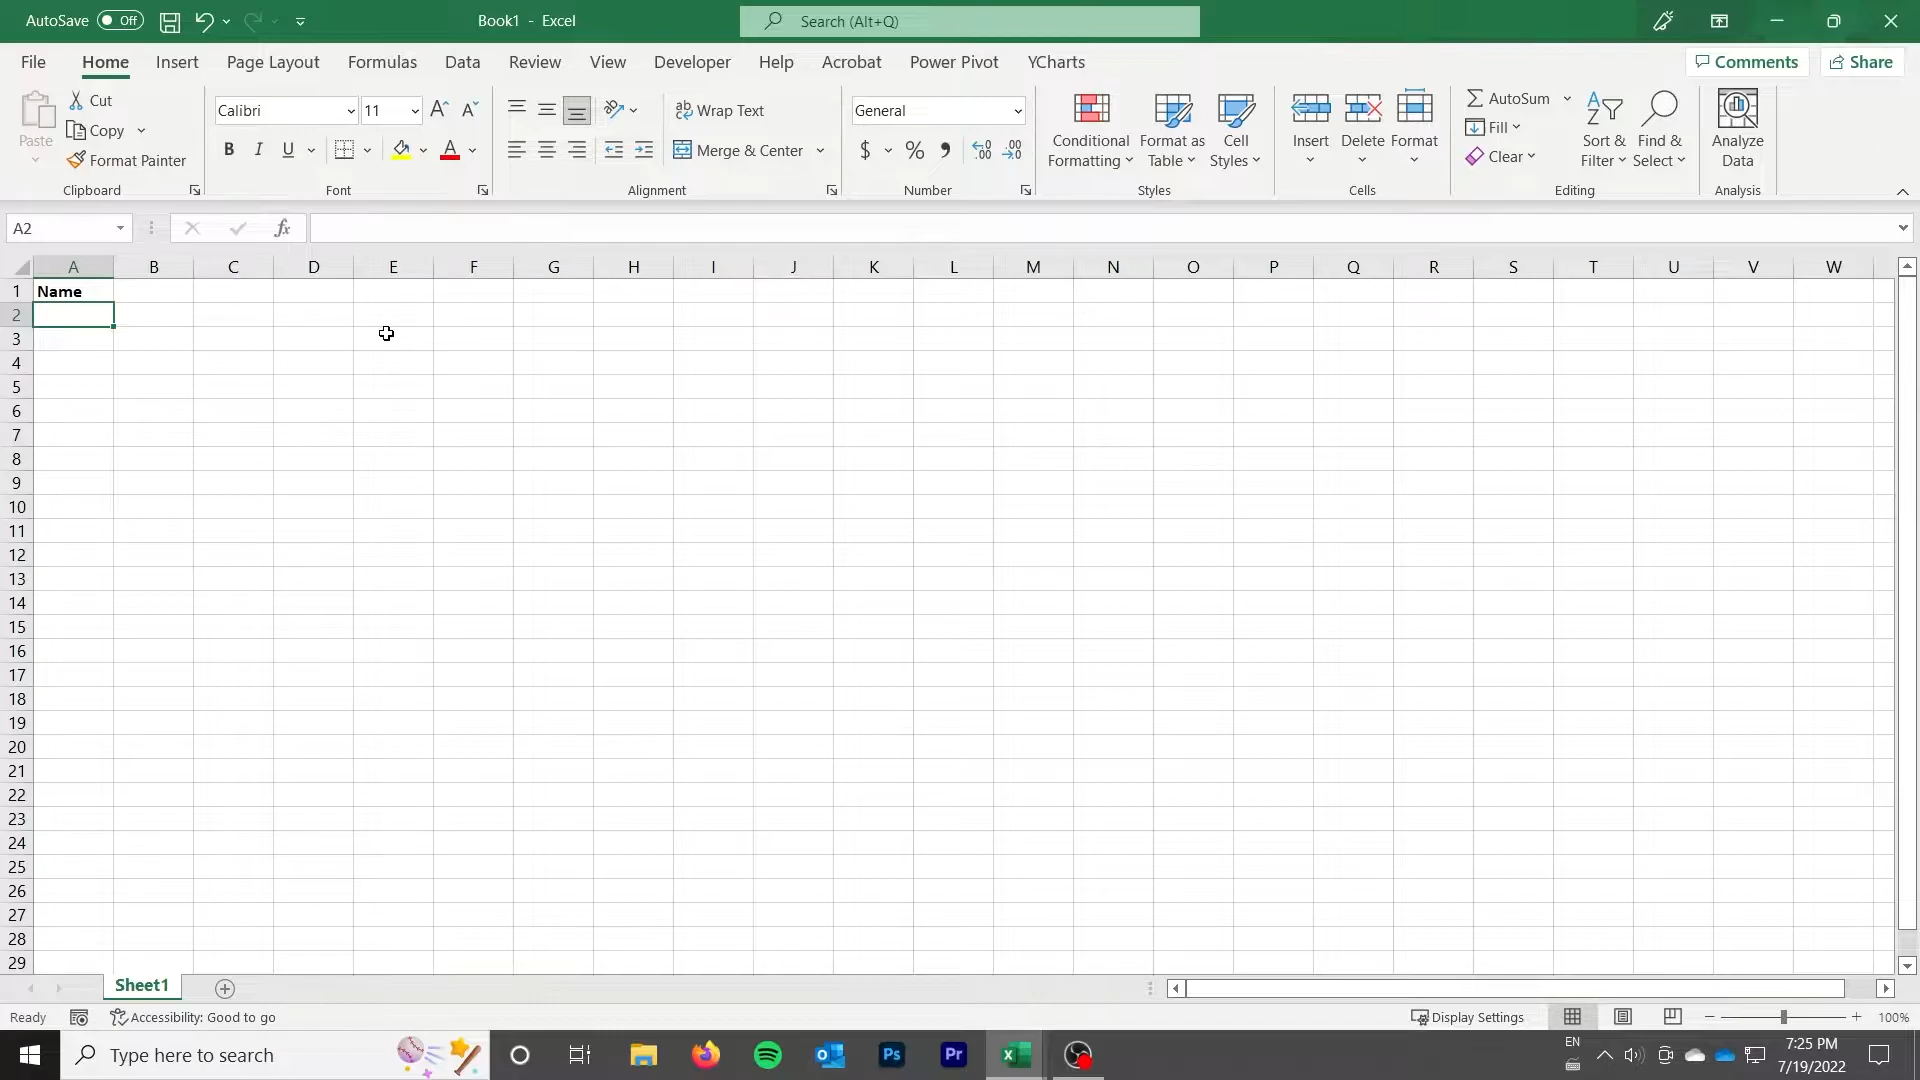 AutoSave Off Book1 - Excel Search (Alt+Q)
File Home Insert Page Layout Formulas Data Review View Developer Help Acrobat Power Pivot YCharts Comments Share
Paste
Cut
Copy
Format Painter
Clipboard
Calibri 11
B I U A
Font
ab Wrap Text
Merge & Center
Alignment
General
$ % , .00
Number
Conditional Formatting
Format as Table
Cell Styles
Styles
Insert Delete Format
Cells
AutoSum
Fill
Clear
Sort & Filter
Find & Select
Editing
Analyze Data
Analysis
A2 fx
A B C D E F G H I J K L M N O P Q R S T U V W
1 Name
2
3
4
5
6
7
8
9
10
11
12
13
14
15
16
17
18
19
20
21
22
23
24
25
26
27
28
29
Sheet1
Ready Accessibility: Good to go Display Settings 100%
Type here to search Ps Pr EN 7:25 PM
7/19/2022